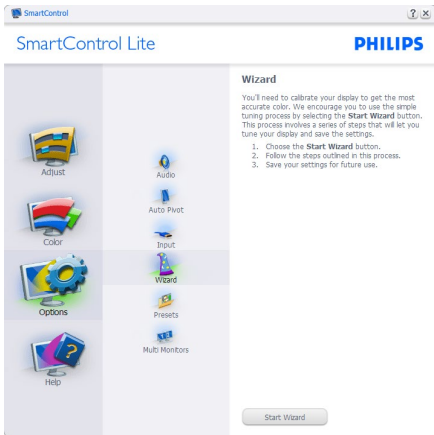 SmartControl
? ×
SmartControl Lite
PHILIPS
Adjust
Color
Options
Help
Audio
Auto Pivot
Input
Wizard
Presets
Multi Monitors
Wizard
You'll need to calibrate your display to get the most
accurate color. We encourage you to use the simple
tuning process by selecting the Start Wizard button.
This process involves a series of steps that will let you
tune your display and save the settings.
1. Choose the Start Wizard button.
2. Follow the steps outlined in this process.
3. Save your settings for future use.
Start Wizard